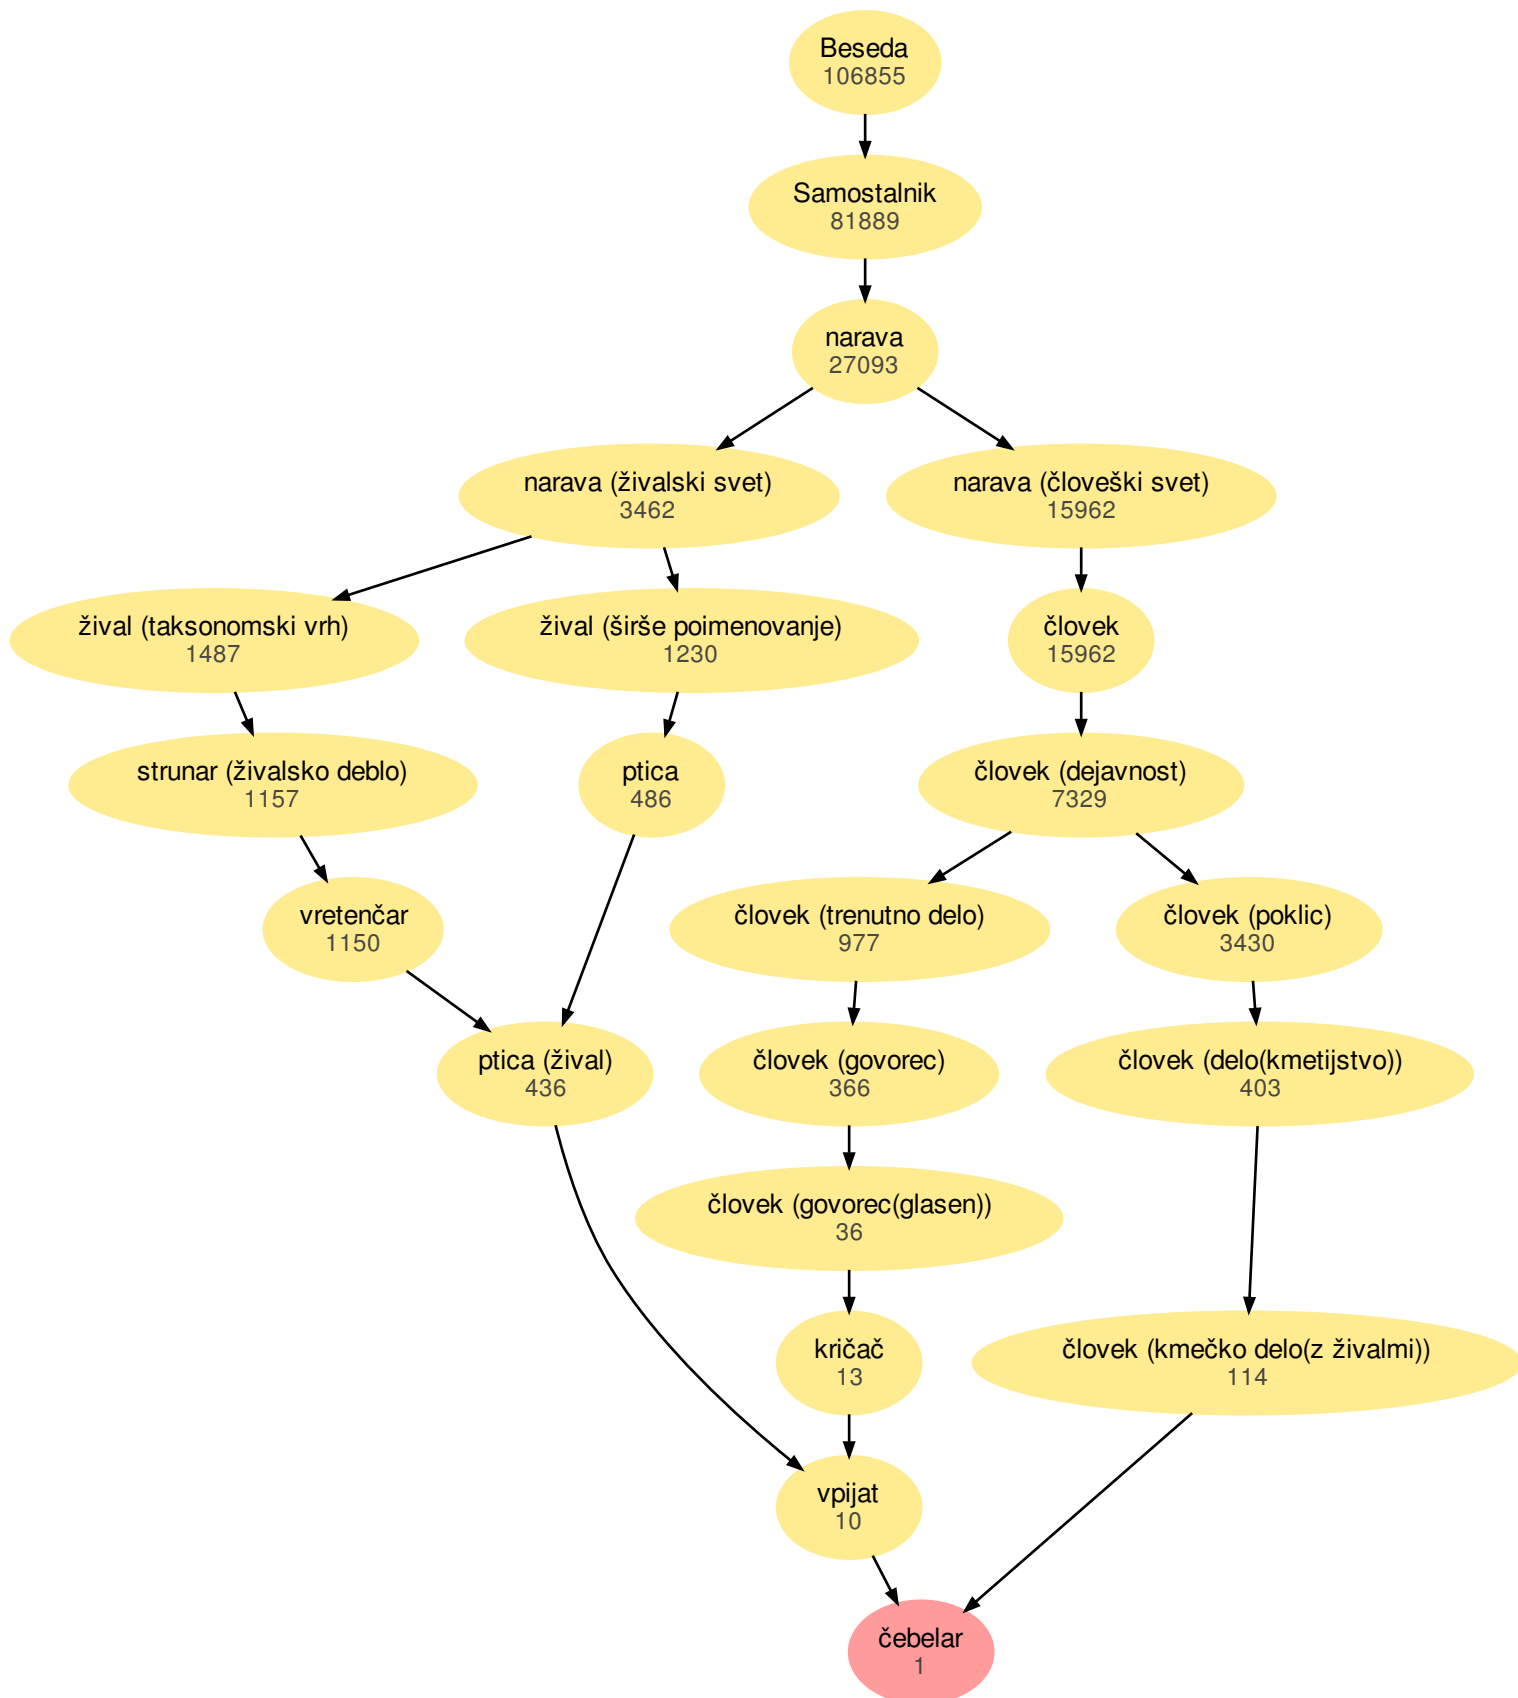 Beseda
106855
Samostalnik
81889
narava
27093
narava (živalski svet)
3462
narava (človeški svet)
15962
žival (taksonomski vrh)
1487
žival (širše poimenovanje)
1230
človek
15962
strunar (živalsko deblo)
1157
ptica
486
človek (dejavnost)
7329
vretenčar
1150
človek (trenutno delo)
977
človek (poklic)
3430
ptica (žival)
436
človek (govorec)
366
človek (delo(kmetijstvo))
403
človek (govorec(glasen))
36
kričač
13
človek (kmečko delo(z živalmi))
114
vpijat
10
čebelar
1